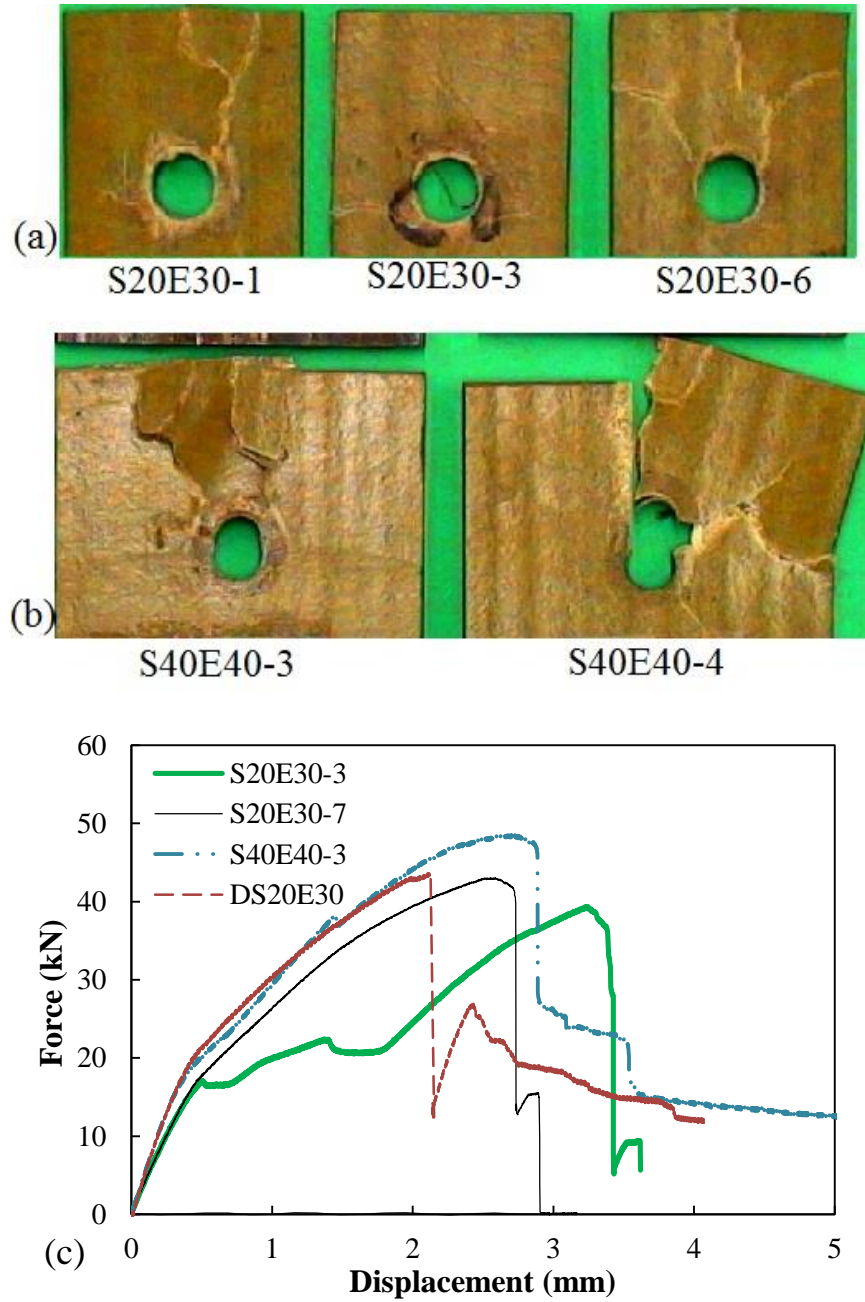 (a)
S20E30-1 S20E30-3 S20E30-6
(b)
S40E40-3 S40E40-4
60
50
40
30
20
10
0
Force (kN)
S20E30-3
S20E30-7
S40E40-3
DS20E30
0 1 2 3 4 5
(c)
Displacement (mm)